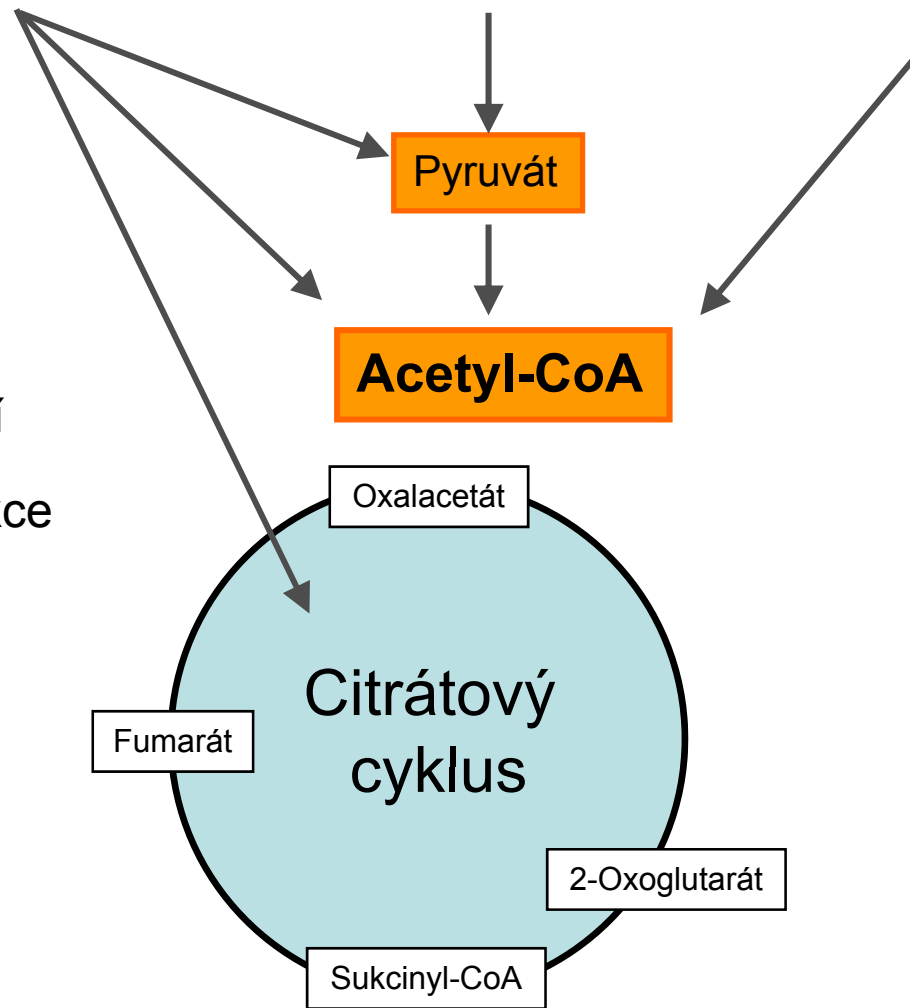 Pyruvát
Acetyl-CoA
Oxalacetát
Citrátový
cyklus
Fumarát
2-Oxoglutarát
Sukcinyl-CoA